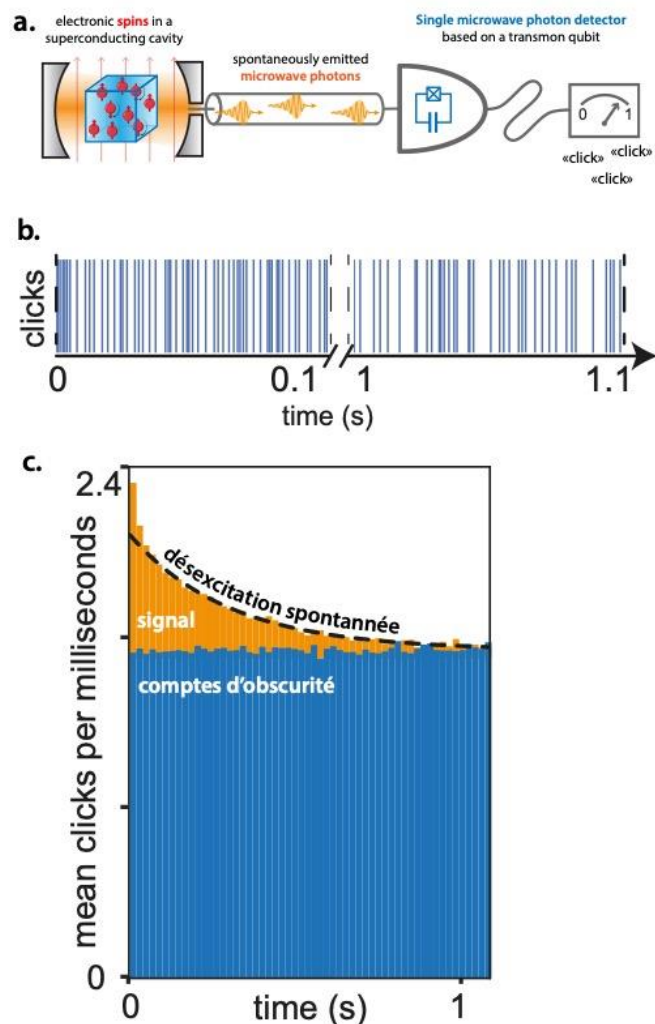 a.
electronic spins in a
superconducting cavity
spontaneously emitted
microwave photons
Single microwave photon detector
based on a transmon qubit
0 1
«click» «click»
«click»
b.
clicks
0 0.1 1 1.1
time (s)
c.
mean clicks per milliseconds
2.4
désexcitation spontannée
signal
comptes d'obscurité
0
0 1
time (s)